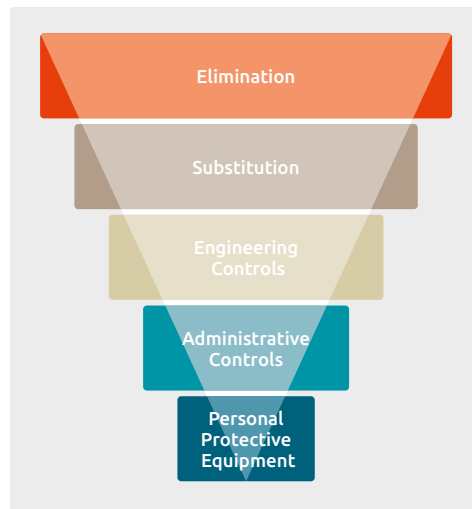 Elimination
Substitution
Engineering
Controls
Administrative
Controls
Personal
Protective
Equipment